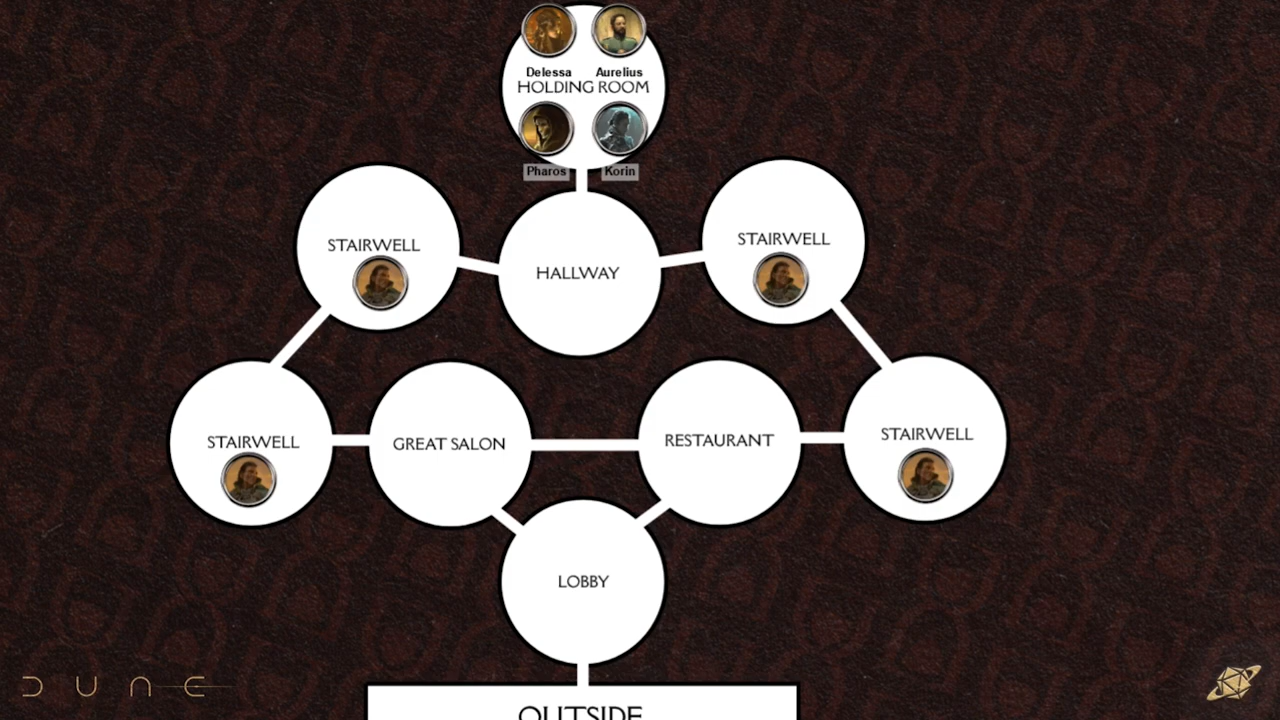 Delessa Aurelius
HOLDING ROOM
Pharos Korin
STAIRWELL
STAIRWELL
HALLWAY
STAIRWELL
GREAT SALON
RESTAURANT
STAIRWELL
LOBBY
OUTSIDE
DUNE